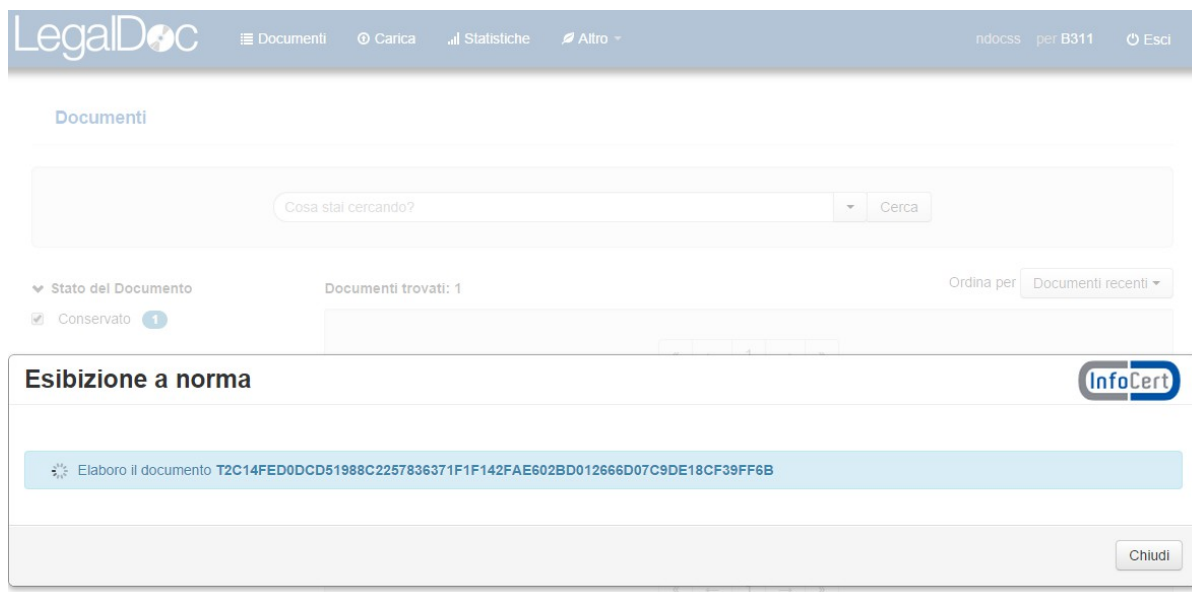 LegalDoc Documenti Carica Statistiche Altro ndocss per B311 Esci
Documenti
Cosa stai cercando? Cerca
Stato del Documento Documenti trovati: 1 Ordina per Documenti recenti
Conservato 1
1
Esibizione a norma InfoCert
Elaboro il documento T2C14FED0DCD51988C2257836371F1F142FAE602BD012666D07C9DE18CF39FF6B
Chiudi